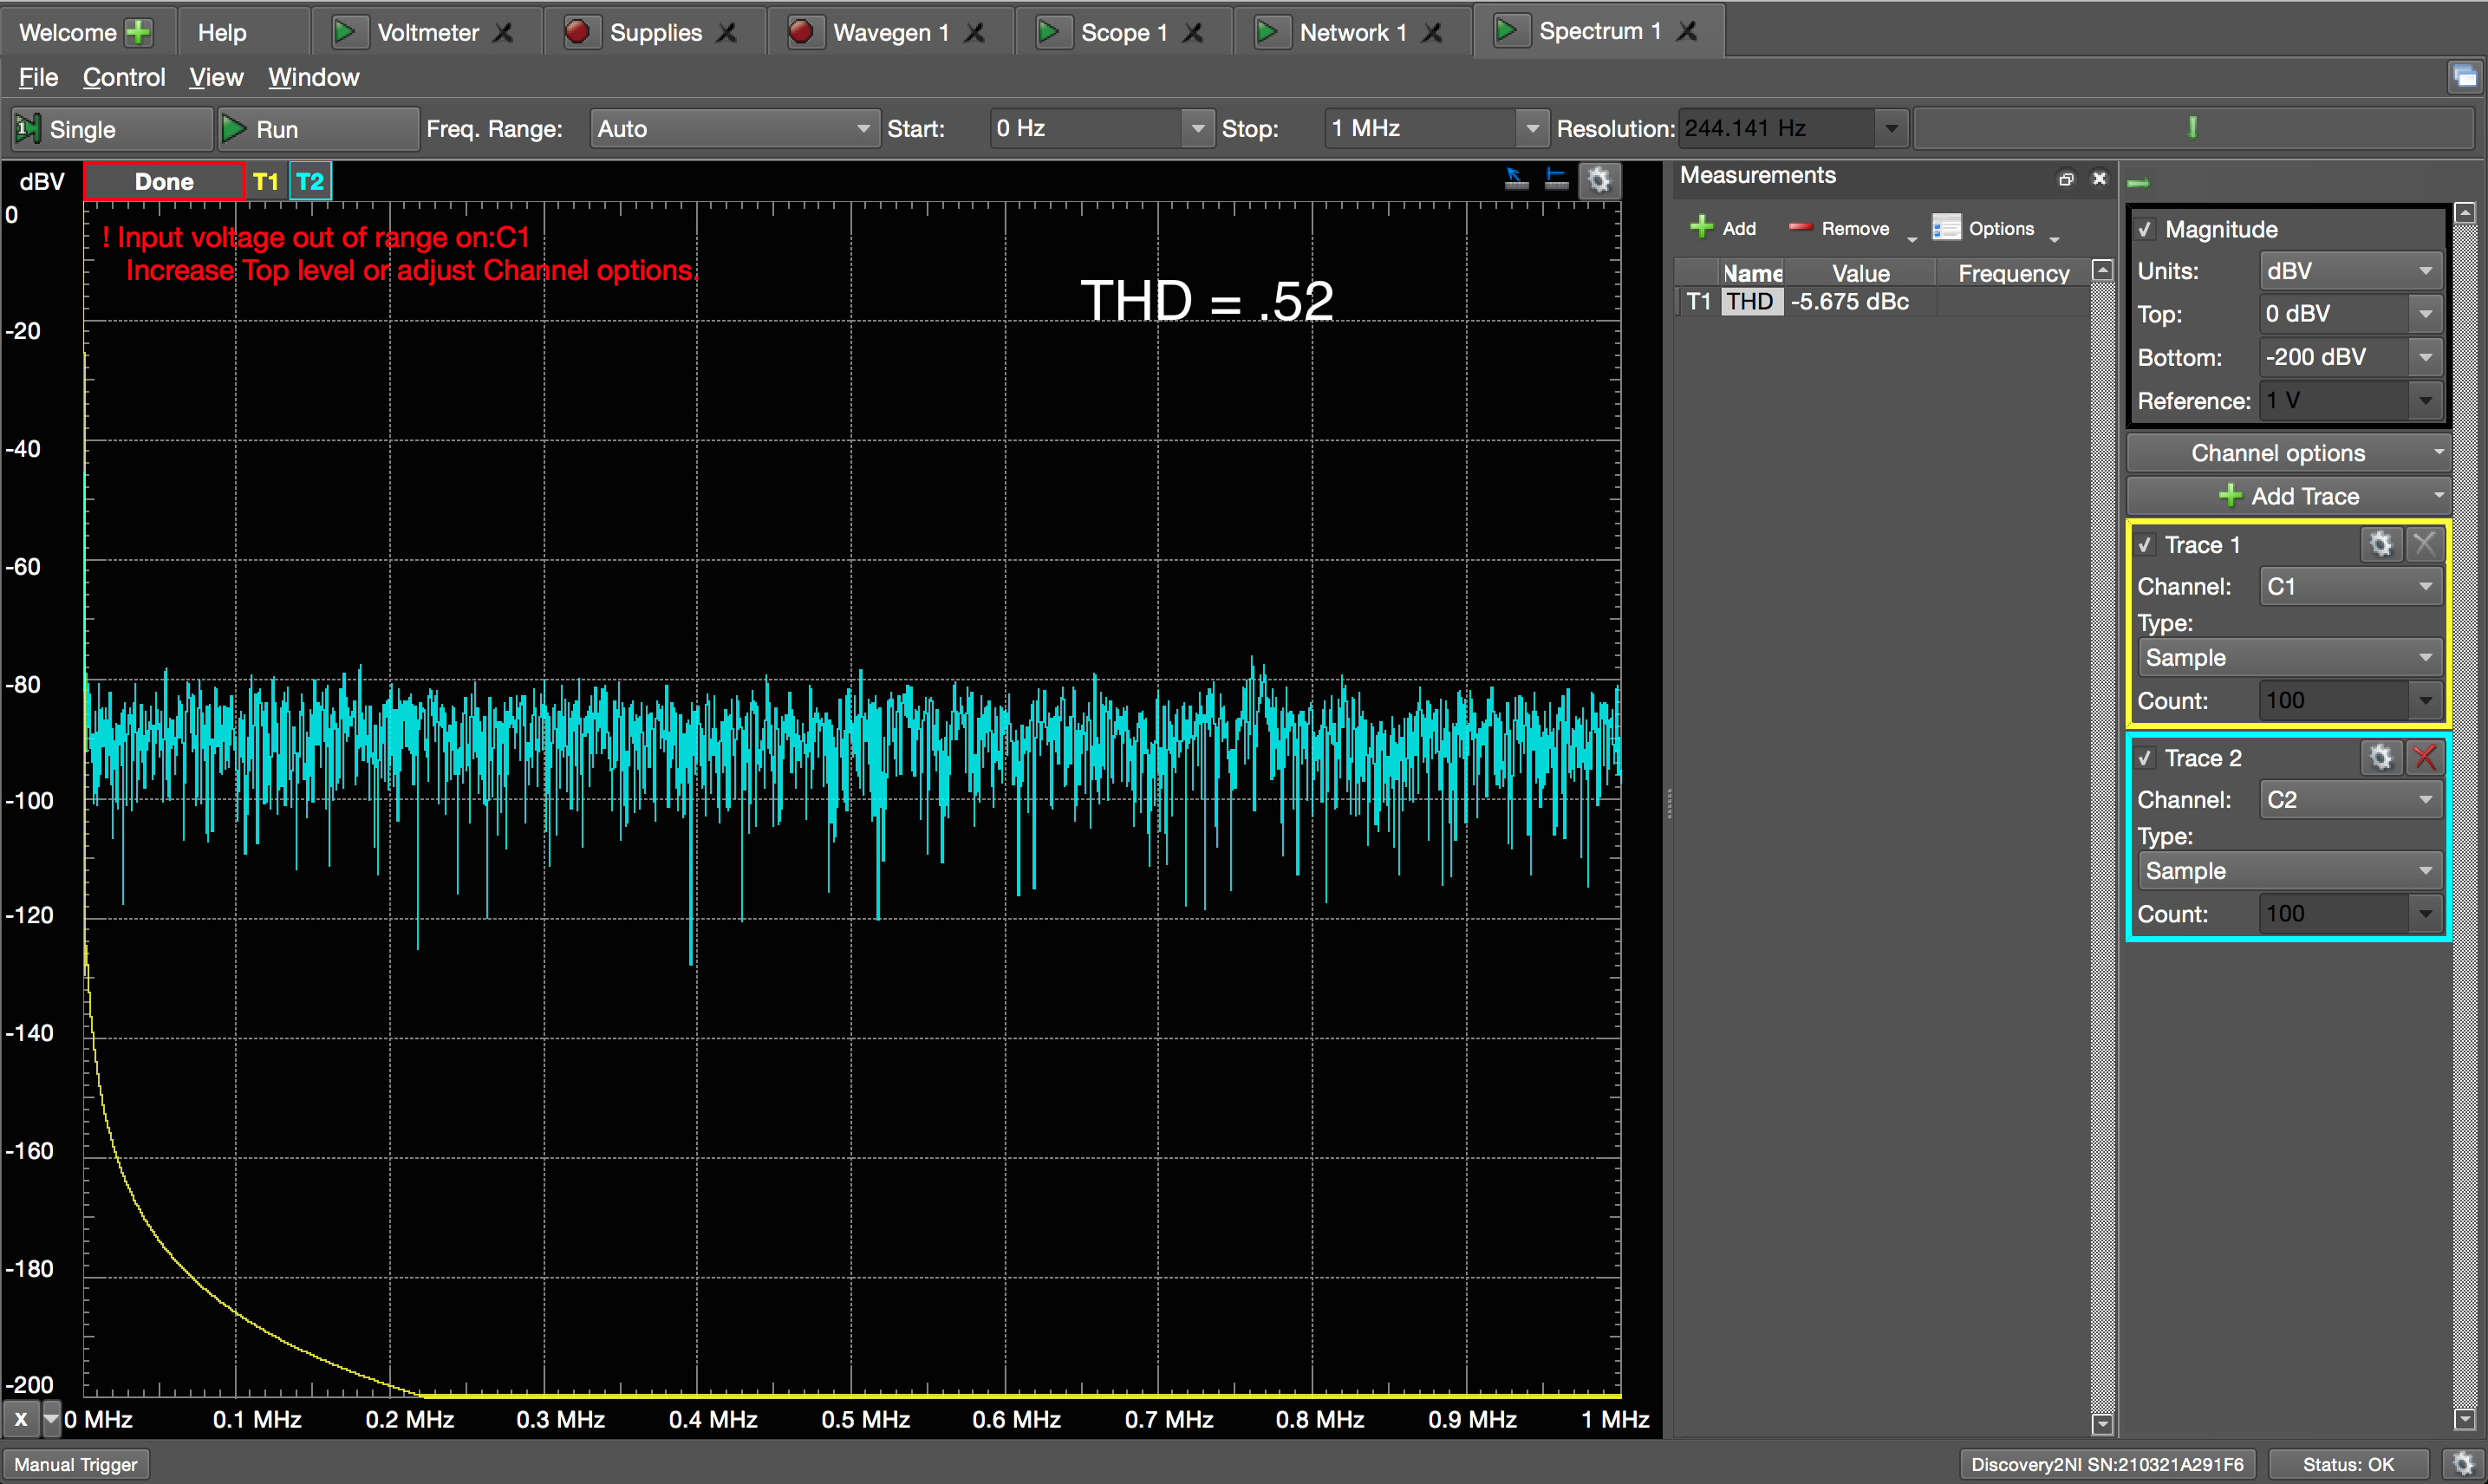 Welcome Help Voltmeter Supplies Wavegen 1 Scope 1 Network 1 Spectrum 1
File Control View Window
1 Single Run Freq. Range: Auto Start: 0 Hz Stop: 1 MHz Resolution: 244.141 Hz
dBV Done T1 T2
! Input voltage out of range on:C1
Increase Top level or adjust Channel options.
THD = .52
0
-20
-40
-60
-80
-100
-120
-140
-160
-180
-200
X 0 MHz 0.1 MHz 0.2 MHz 0.3 MHz 0.4 MHz 0.5 MHz 0.6 MHz 0.7 MHz 0.8 MHz 0.9 MHz 1 MHz
Measurements
Add Remove Options
Name Value Frequency
T1 THD -5.675 dBc
Magnitude
Units: dBV
Top: 0 dBV
Bottom: -200 dBV
Reference: 1 V
Channel options
Add Trace
Trace 1
Channel: C1
Type:
Sample
Count: 100
Trace 2
Channel: C2
Type:
Sample
Count: 100
Manual Trigger Discovery2NI SN:210321A291F6 Status: OK